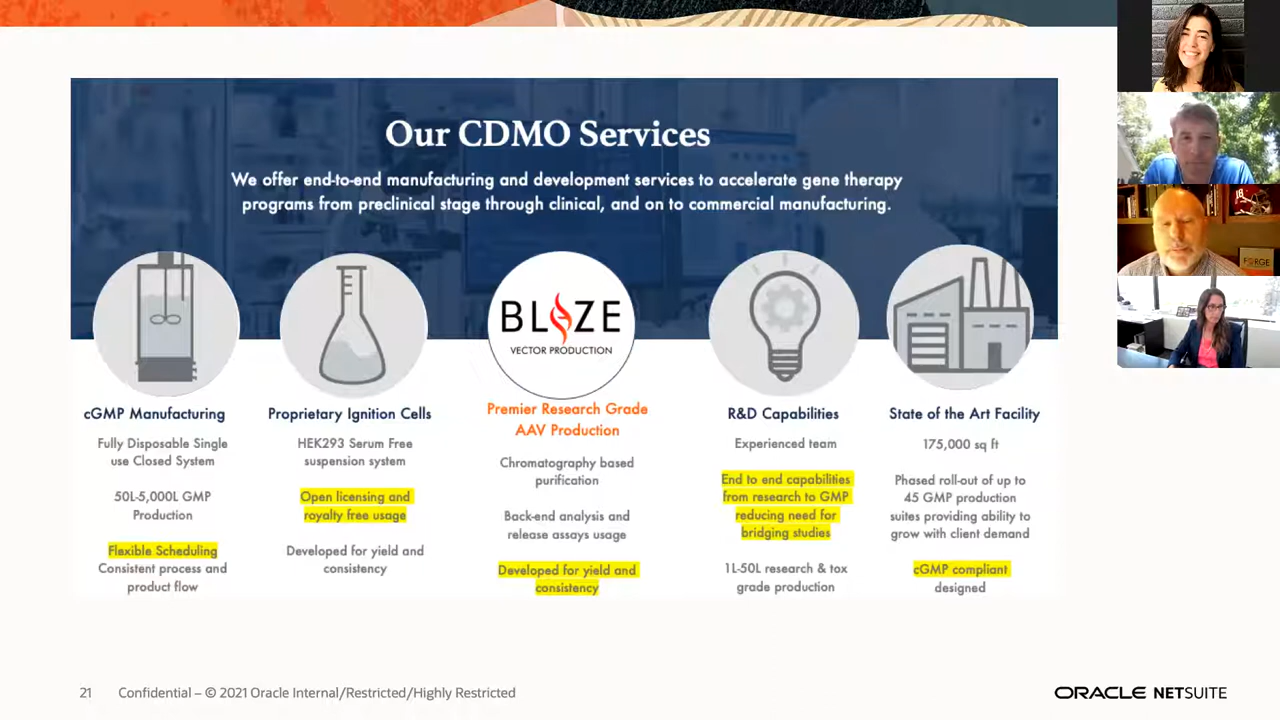 Our CDMO Services
We offer end-to-end manufacturing and development services to accelerate gene therapy
programs from preclinical stage through clinical, and on to commercial manufacturing.
BLAZE
VECTOR PRODUCTION
cGMP Manufacturing
Fully Disposable Single
use Closed System
50L-5,000L GMP
Production
Flexible Scheduling
Consistent process and
product flow
Proprietary Ignition Cells
HEK293 Serum Free
suspension system
Open licensing and
royalty free usage
Developed for yield and
consistency
Premier Research Grade
AAV Production
Chromatography based
purification
Back-end analysis and
release assays usage
Developed for yield and
consistency
R&D Capabilities
Experienced team
End to end capabilities
from research to GMP
reducing need for
bridging studies
1L-50L research & tox
grade production
State of the Art Facility
175,000 sq ft
Phased roll-out of up to
45 GMP production
suites providing ability to
grow with client demand
cGMP compliant
designed
FORGE
21 Confidential – © 2021 Oracle Internal/Restricted/Highly Restricted
ORACLE NETSUITE